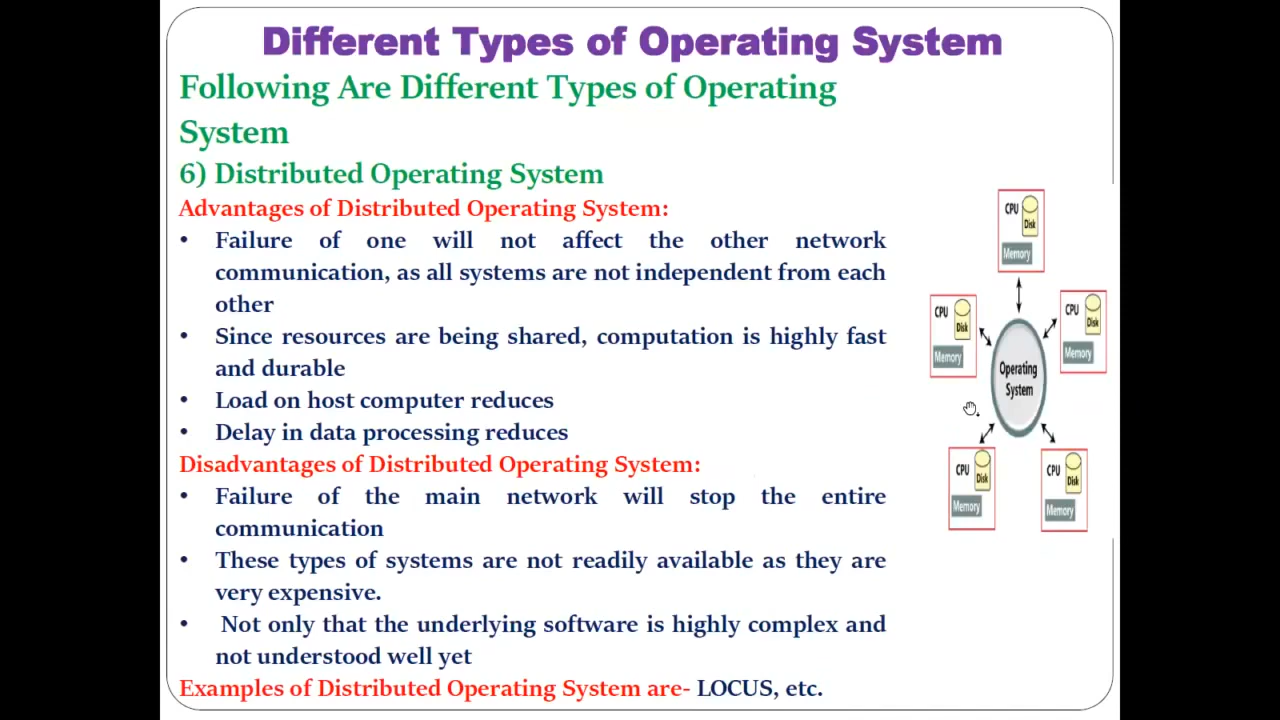 Different Types of Operating System
Following Are Different Types of Operating
System
6) Distributed Operating System
Advantages of Distributed Operating System:
• Failure of one will not affect the other network
communication, as all systems are not independent from each
other
• Since resources are being shared, computation is highly fast
and durable
• Load on host computer reduces
• Delay in data processing reduces
Disadvantages of Distributed Operating System:
• Failure of the main network will stop the entire
communication
• These types of systems are not readily available as they are
very expensive.
• Not only that the underlying software is highly complex and
not understood well yet
Examples of Distributed Operating System are- LOCUS, etc.
CPU
Disk
Memory
CPU
Disk
Memory
CPU
Disk
Memory
Operating
System
CPU
Disk
Memory
CPU
Disk
Memory